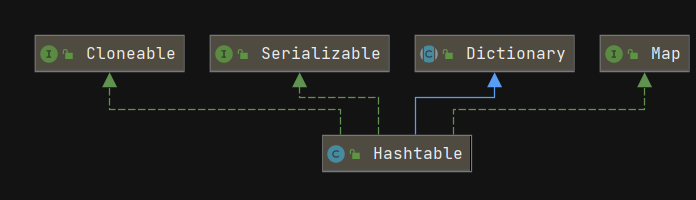 I Cloneable
I Serializable
C Dictionary
I Map
C Hashtable